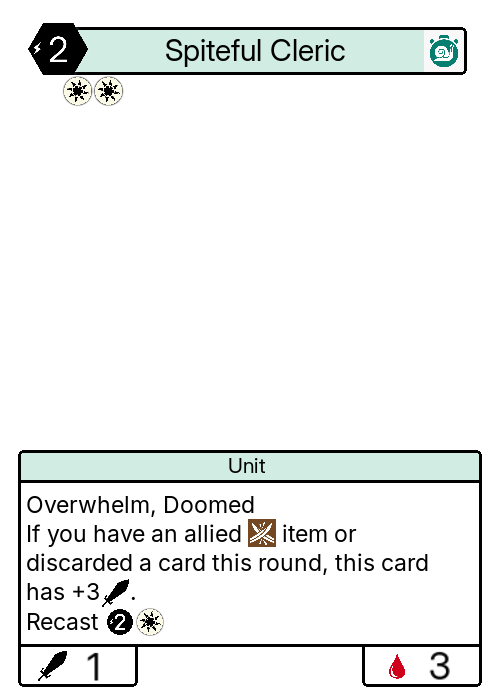 2 Spiteful Cleric
Unit
Overwhelm, Doomed
If you have an allied item or
discarded a card this round, this card
has +3.
Recast 2
1 3